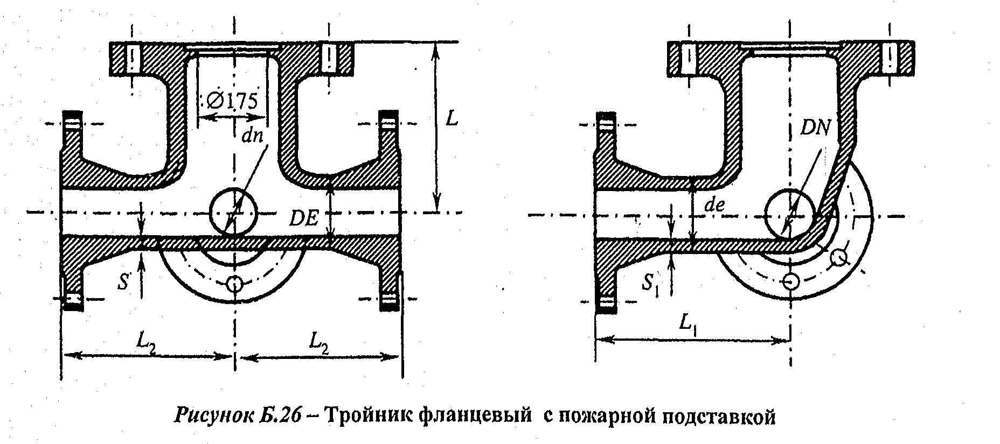 Ø175
dn
L
DE
S
L2
L2
DN
de
S1
L1
Рисунок Б.26 – Тройник фланцевый с пожарной подставкой